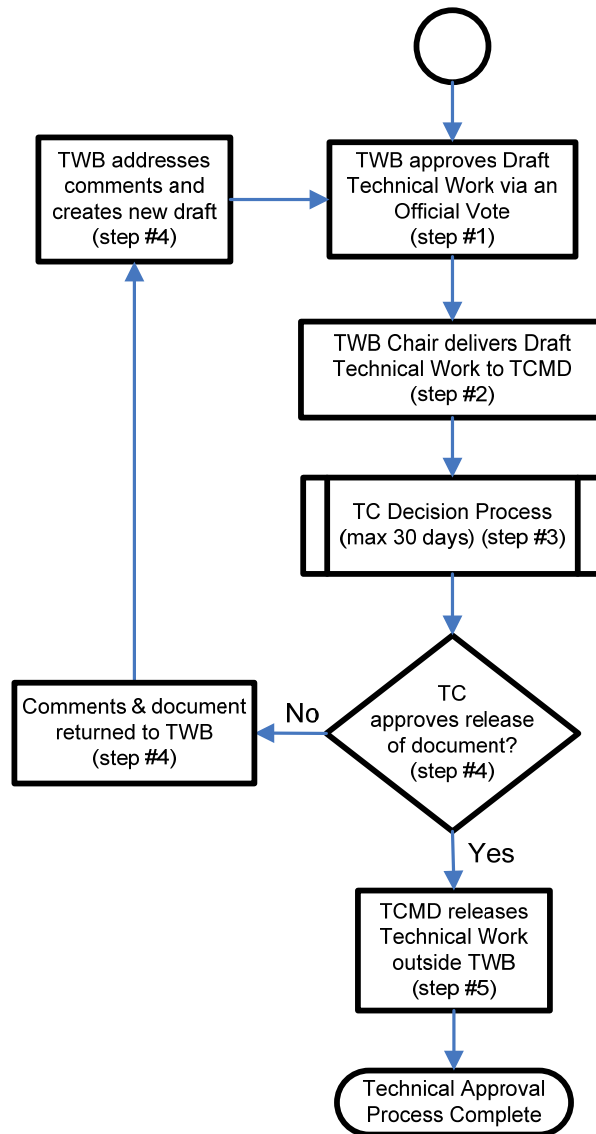 TWB addresses
comments and
creates new draft
(step #4)
TWB approves Draft
Technical Work via an
Official Vote
(step #1)
TWB Chair delivers Draft
Technical Work to TCMD
(step #2)
TC Decision Process
(max 30 days) (step #3)
TC
approves release
of document?
(step #4)
No
Comments & document
returned to TWB
(step #4)
Yes
TCMD releases
Technical Work
outside TWB
(step #5)
Technical Approval
Process Complete